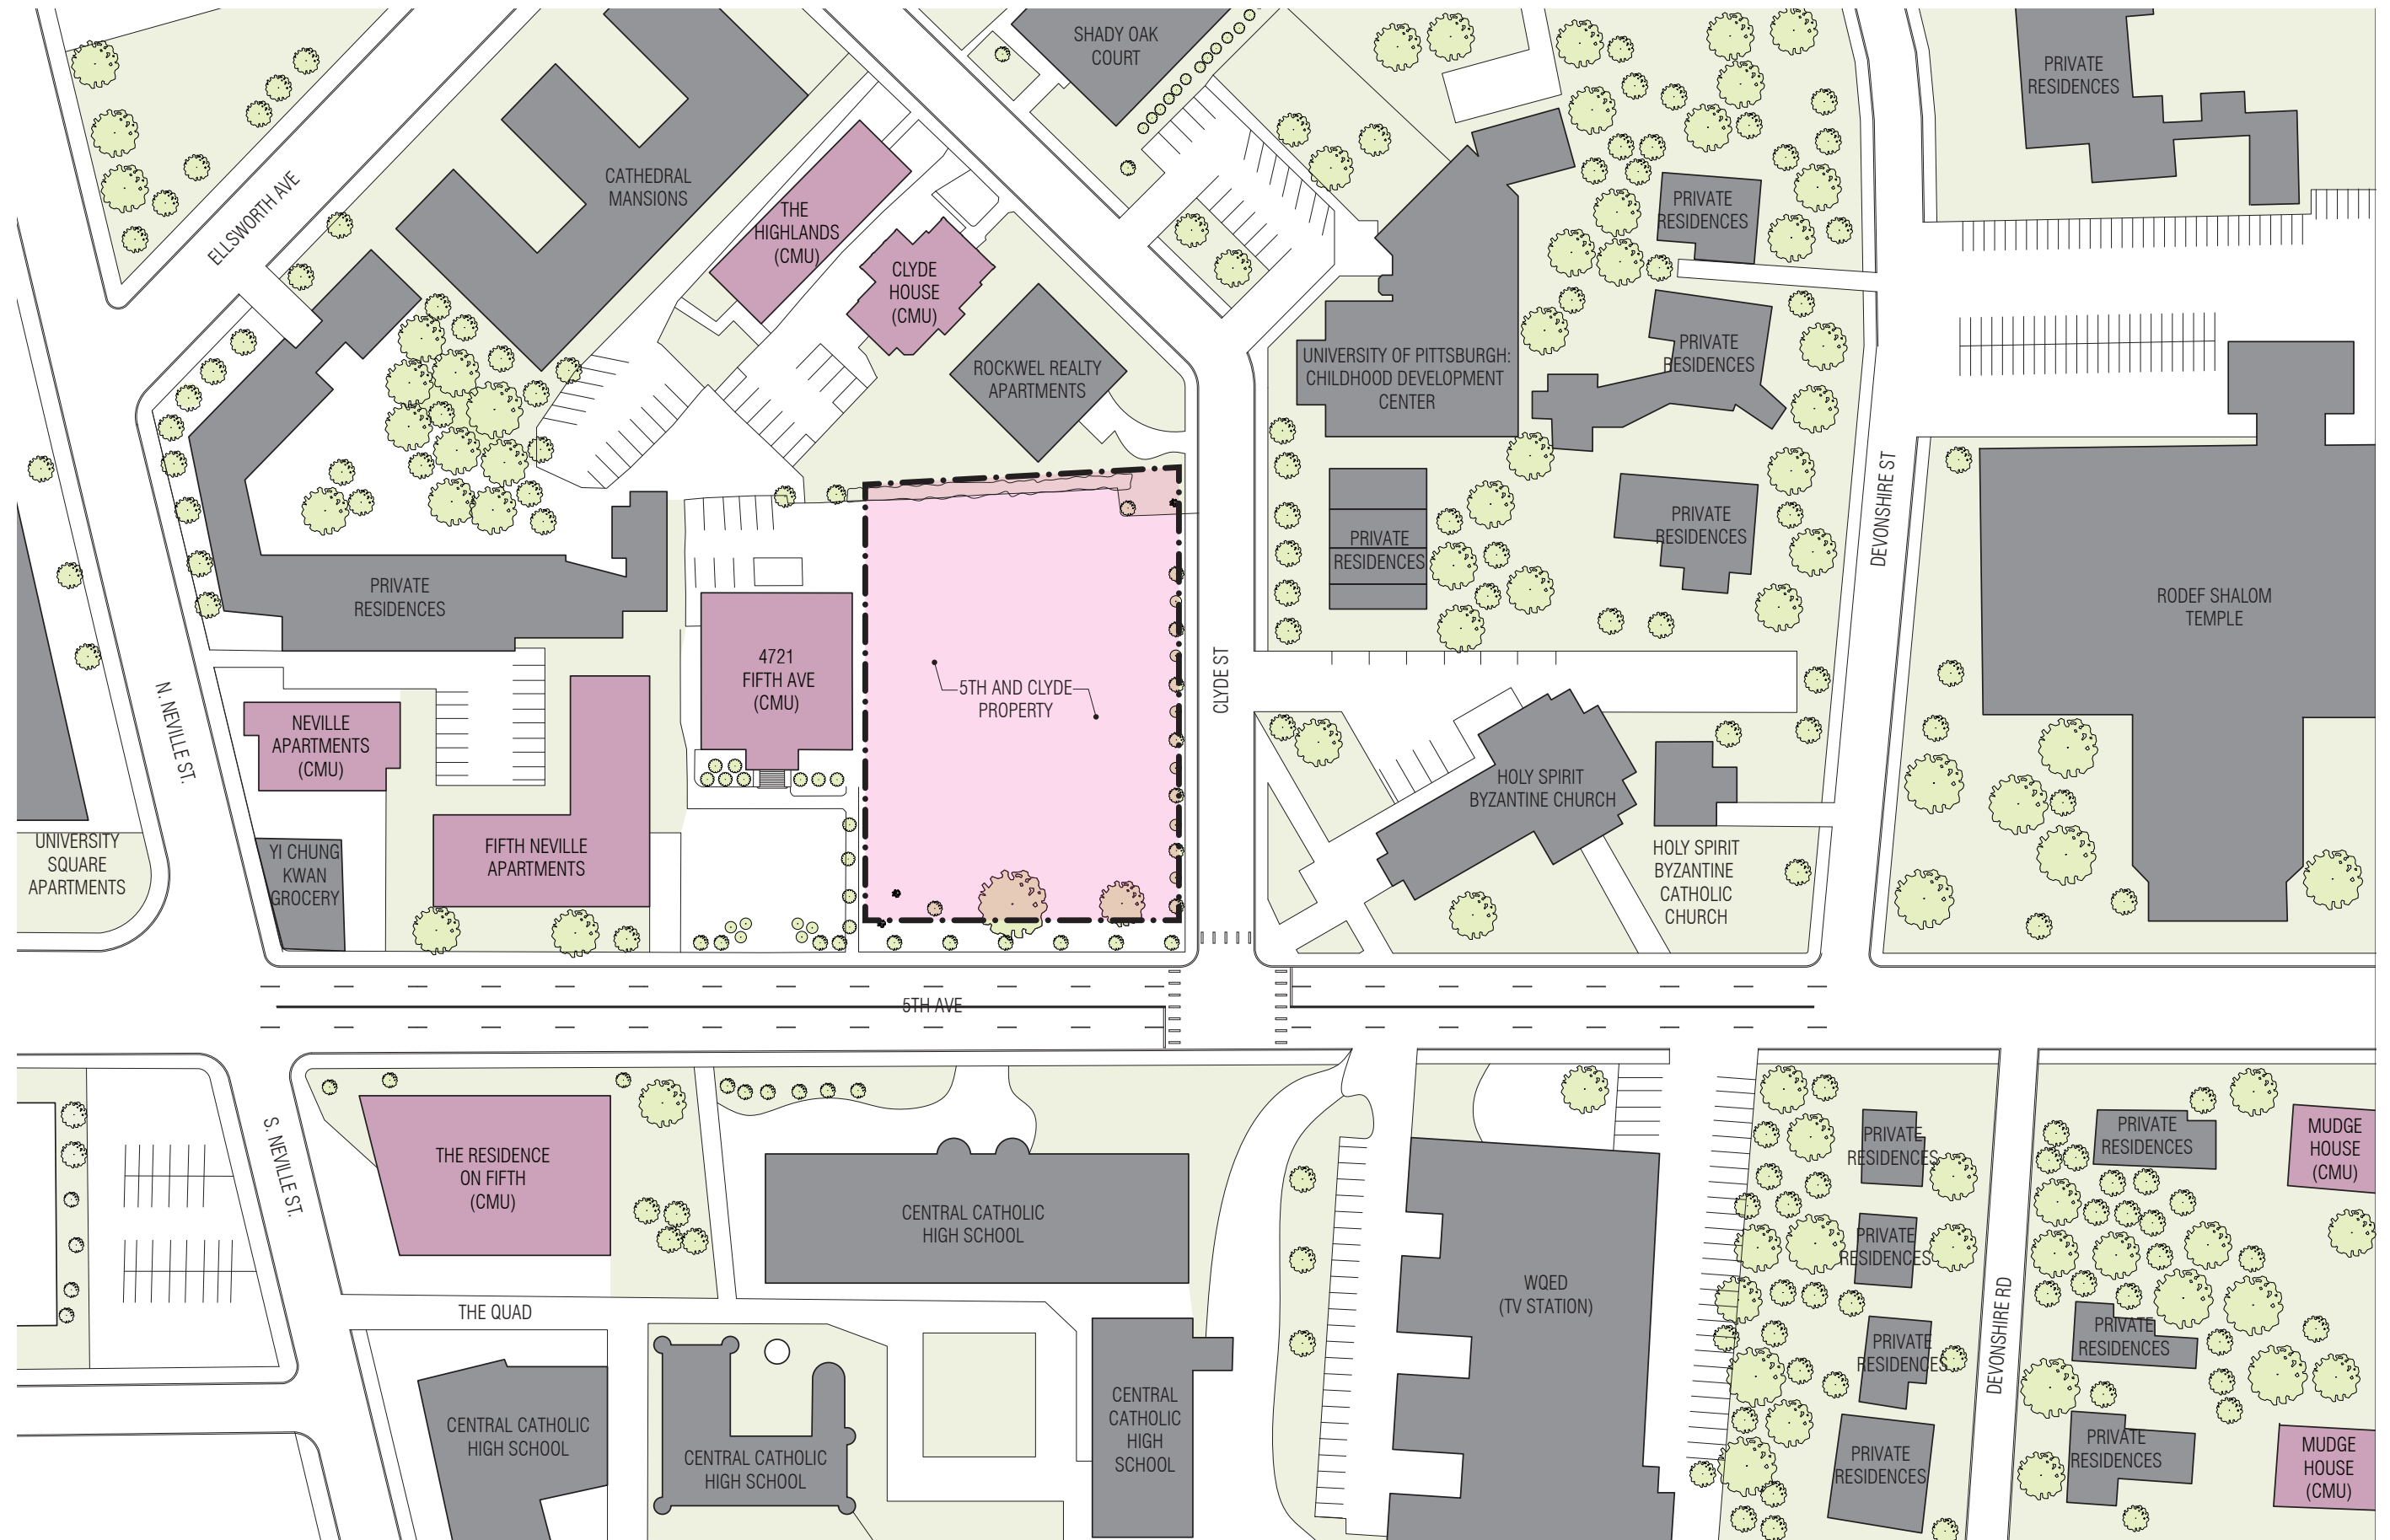 SHADY OAK
COURT
PRIVATE
RESIDENCES
CATHEDRAL
MANSIONS
ELLSWORTH AVE
THE
HIGHLANDS
(CMU)
PRIVATE
RESIDENCES
CLYDE
HOUSE
(CMU)
ROCKWEL REALTY
APARTMENTS
UNIVERSITY OF PITTSBURGH:
CHILDHOOD DEVELOPMENT
CENTER
PRIVATE
RESIDENCES
DEVONSHIRE ST
PRIVATE
RESIDENCES
PRIVATE
RESIDENCES
PRIVATE
RESIDENCES
RODEF SHALOM
TEMPLE
4721
FIFTH AVE
(CMU)
5TH AND CLYDE
PROPERTY
CLYDE ST
N. NEVILLE ST.
NEVILLE
APARTMENTS
(CMU)
HOLY SPIRIT
BYZANTINE CHURCH
UNIVERSITY
SQUARE
APARTMENTS
YI CHUNG
KWAN
GROCERY
FIFTH NEVILLE
APARTMENTS
HOLY SPIRIT
BYZANTINE
CATHOLIC
CHURCH
5TH AVE
S. NEVILLE ST.
THE RESIDENCE
ON FIFTH
(CMU)
CENTRAL CATHOLIC
HIGH SCHOOL
PRIVATE
RESIDENCES
PRIVATE
RESIDENCES
MUDGE
HOUSE
(CMU)
PRIVATE
RESIDENCES
WQED
(TV STATION)
THE QUAD
DEVONSHIRE RD
PRIVATE
RESIDENCES
PRIVATE
RESIDENCES
CENTRAL CATHOLIC
HIGH SCHOOL
CENTRAL CATHOLIC
HIGH SCHOOL
CENTRAL
CATHOLIC
HIGH
SCHOOL
PRIVATE
RESIDENCES
PRIVATE
RESIDENCES
MUDGE
HOUSE
(CMU)